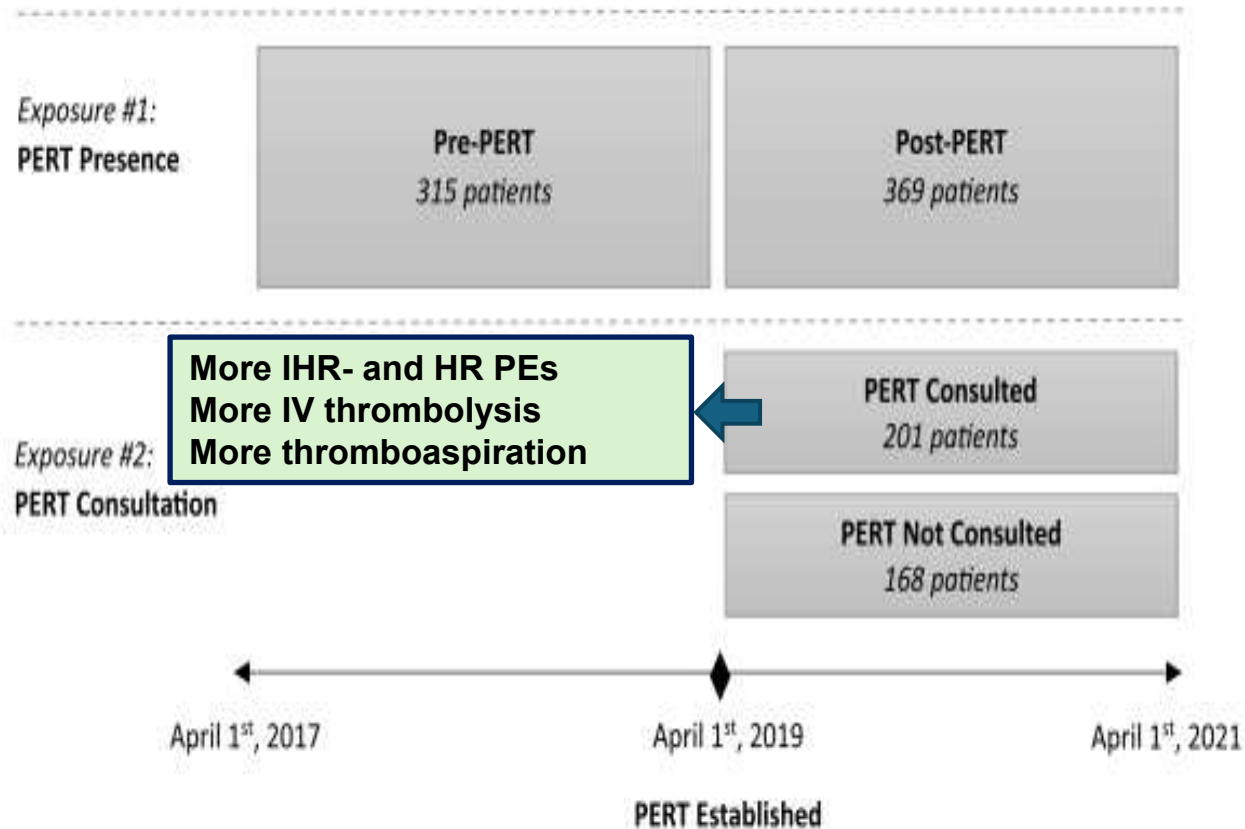 Exposure #1:
PERT Presence
Pre-PERT
315 patients
Post-PERT
369 patients
More IHR- and HR PEs
More IV thrombolysis
More thromboaspiration
Exposure #2:
PERT Consultation
PERT Consulted
201 patients
PERT Not Consulted
168 patients
April 1st, 2017
April 1st, 2019
April 1st, 2021
PERT Established